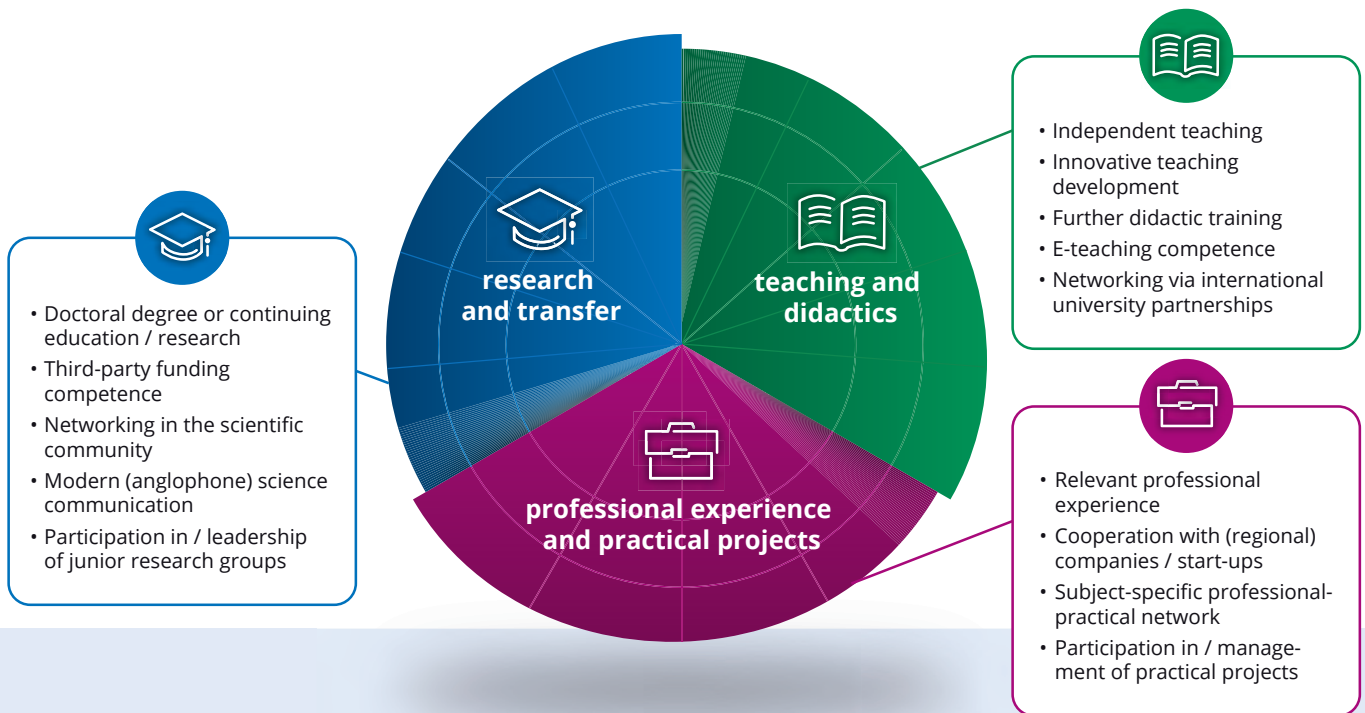 research
and transfer
teaching and
didactics
professional experience
and practical projects
• Doctoral degree or continuing
education / research
• Third-party funding
competence
• Networking in the scientific
community
• Modern (anglophone) science
communication
• Participation in / leadership
of junior research groups
• Independent teaching
• Innovative teaching
development
• Further didactic training
• E-teaching competence
• Networking via international
university partnerships
• Relevant professional
experience
• Cooperation with (regional)
companies / start-ups
• Subject-specific professional-
practical network
• Participation in / manage-
ment of practical projects